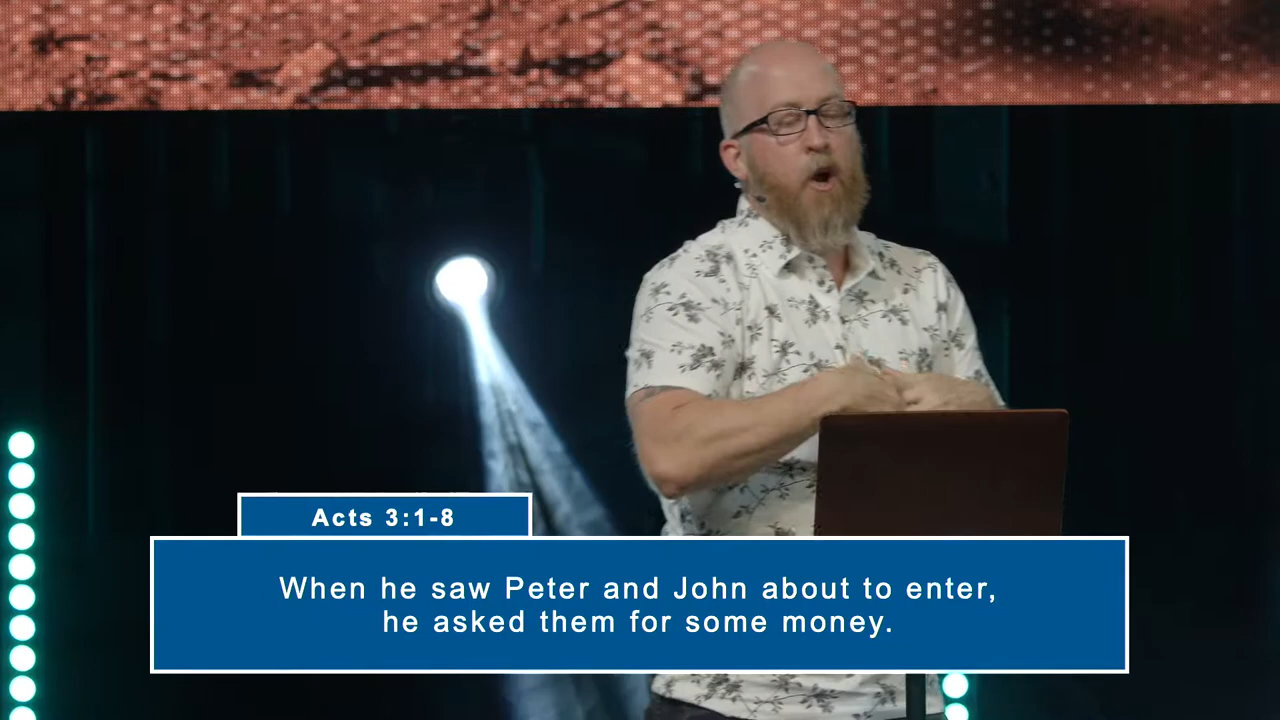 Acts 3:1-8
When he saw Peter and John about to enter,
he asked them for some money.